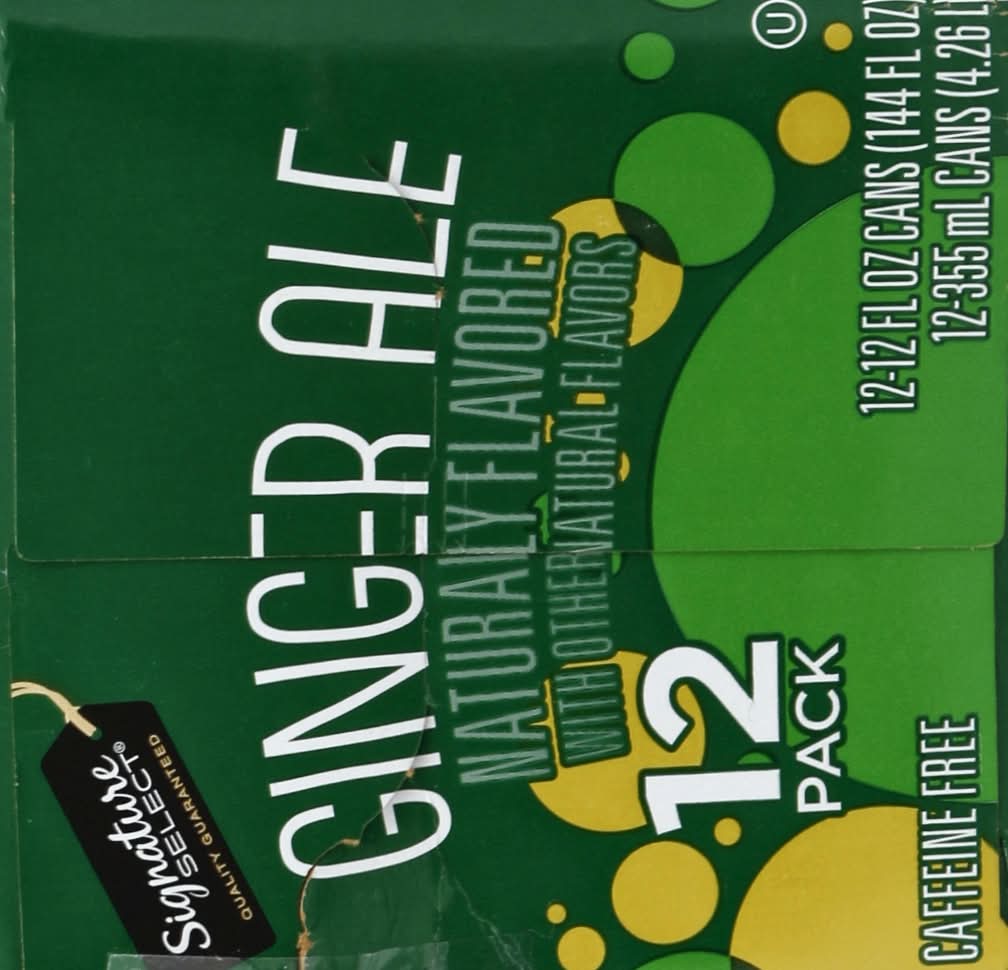 Signature
SELECT®
QUALITY GUARANTEED
GINGER ALE
NATURALLY FLAVORED
WITH OTHER NATURAL FLAVORS
12
PACK
CAFFEINE FREE
U
12-12 FL OZ CANS (144 FL OZ)
12-355 mL CANS (4.26 L